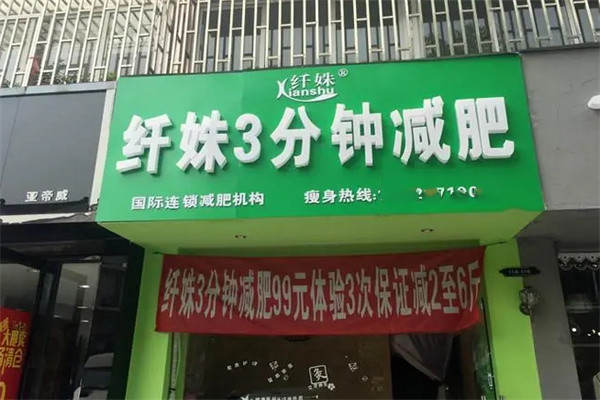 纤姝®
Xianshu
纤姝3分钟减肥
国际连锁减肥机构 瘦身热线:
亚帝威
纤姝3分钟减肥99元体验3次保证减2至6斤
灸